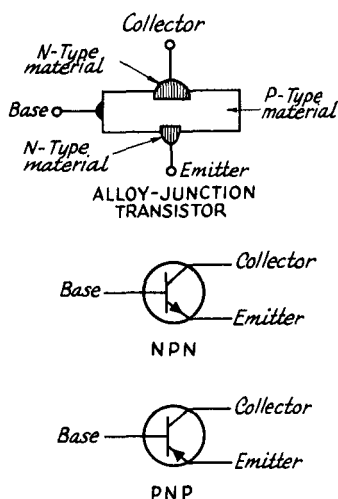 Collector
N-Type
material
Base
P-Type
material
N-Type
material
Emitter
ALLOY-JUNCTION
TRANSISTOR
Collector
Base
Emitter
NPN
Collector
Base
Emitter
PNP